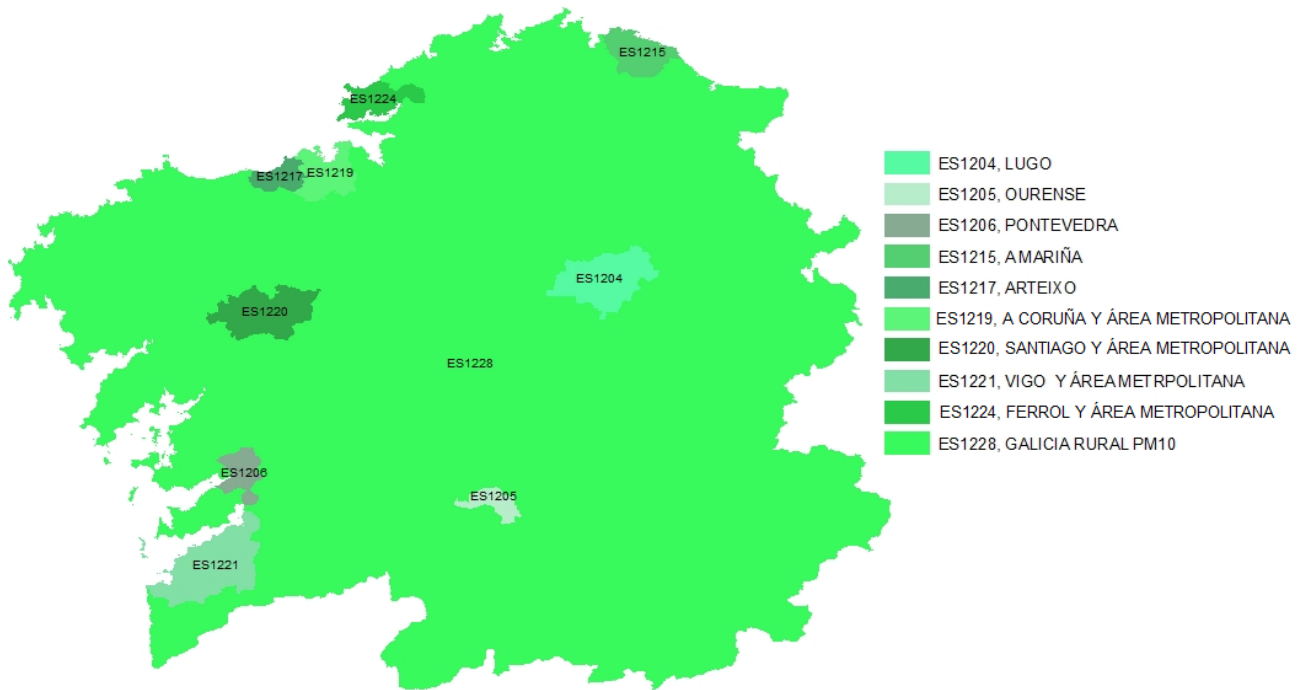 ES1215
ES1224
ES1217
ES1219
ES1204
ES1220
ES1228
ES1206
ES1205
ES1221
ES1204, LUGO
ES1205, OURENSE
ES1206, PONTEVEDRA
ES1215, A MARIÑA
ES1217, ARTEIXO
ES1219, A CORUÑA Y ÁREA METROPOLITANA
ES1220, SANTIAGO Y ÁREA METROPOLITANA
ES1221, VIGO Y ÁREA METRPOLITANA
ES1224, FERROL Y ÁREA METROPOLITANA
ES1228, GALICIA RURAL PM10